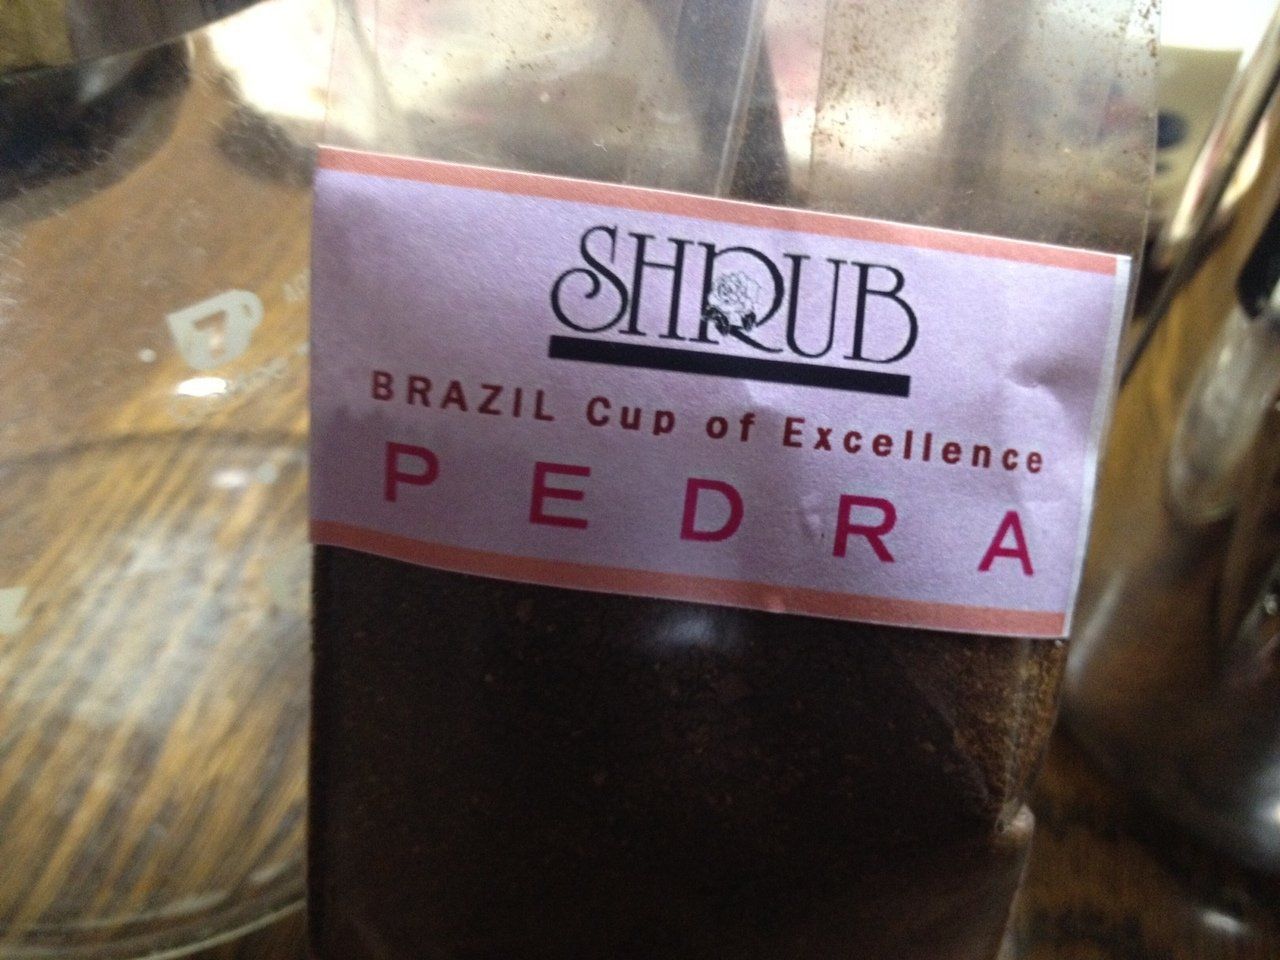 SHRUB
BRAZIL Cup of Excellence
PEDRA